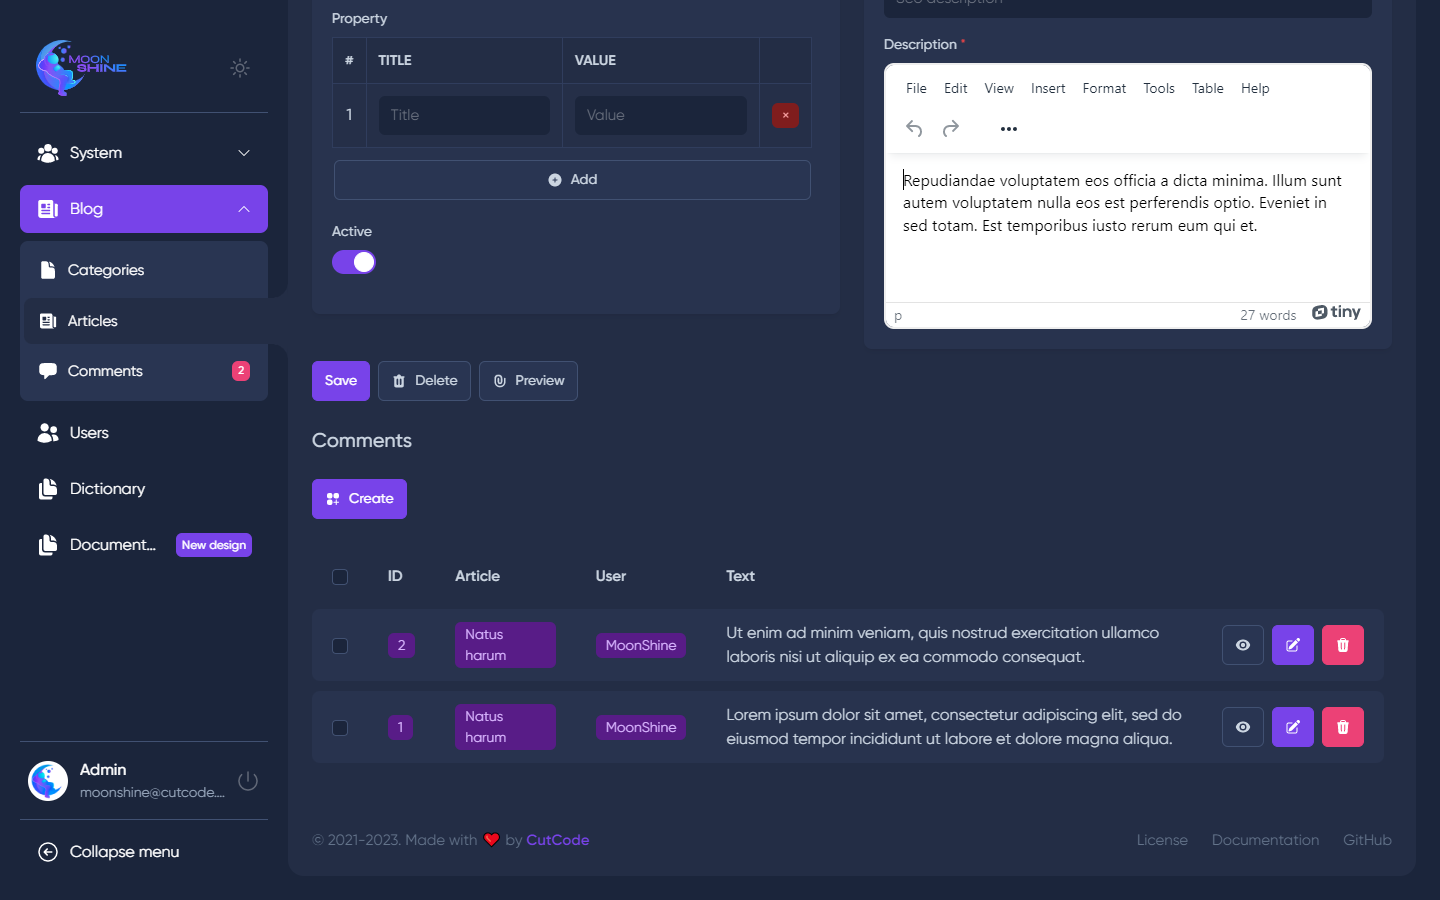 MOON
SHINE
System
Blog
Categories
Articles
Comments 2
Users
Dictionary
Document... New design
Admin
moonshine@cutcode....
Collapse menu
Property
# TITLE VALUE
1 Title Value ×
Add
Active
Seo description
Description *
File Edit View Insert Format Tools Table Help
Repudiandae voluptatem eos officia a dicta minima. Illum sunt
autem voluptatem nulla eos est perferendis optio. Eveniet in
sed totam. Est temporibus iusto rerum eum qui et.
p 27 words tiny
Save Delete Preview
Comments
Create
ID Article User Text
2 Natus
harum MoonShine Ut enim ad minim veniam, quis nostrud exercitation ullamco
laboris nisi ut aliquip ex ea commodo consequat.
1 Natus
harum MoonShine Lorem ipsum dolor sit amet, consectetur adipiscing elit, sed do
eiusmod tempor incididunt ut labore et dolore magna aliqua.
© 2021-2023. Made with ❤️ by CutCode
License Documentation GitHub